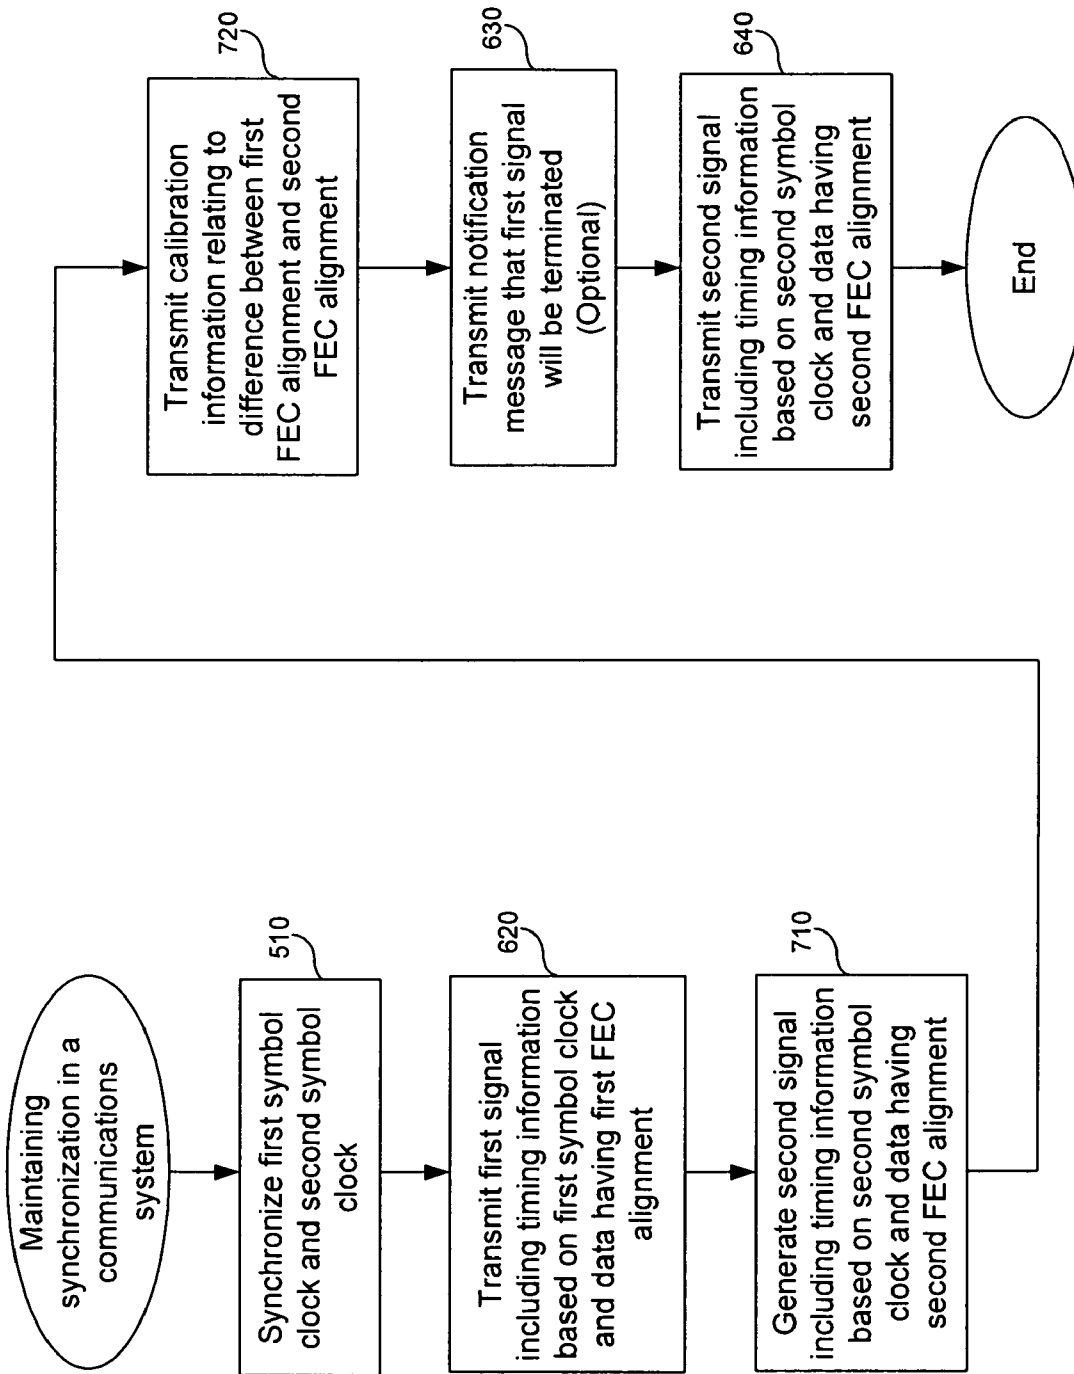 Maintaining
synchronization in a
communications
system
510
Synchronize first symbol
clock and second symbol
clock
620
Transmit first signal
including timing information
based on first symbol clock
and data having first FEC
alignment
710
Generate second signal
including timing information
based on second symbol
clock and data having
second FEC alignment
720
Transmit calibration
information relating to
difference between first
FEC alignment and second
FEC alignment
630
Transmit notification
message that first signal
will be terminated
(Optional)
640
Transmit second signal
including timing information
based on second symbol
clock and data having
second FEC alignment
End